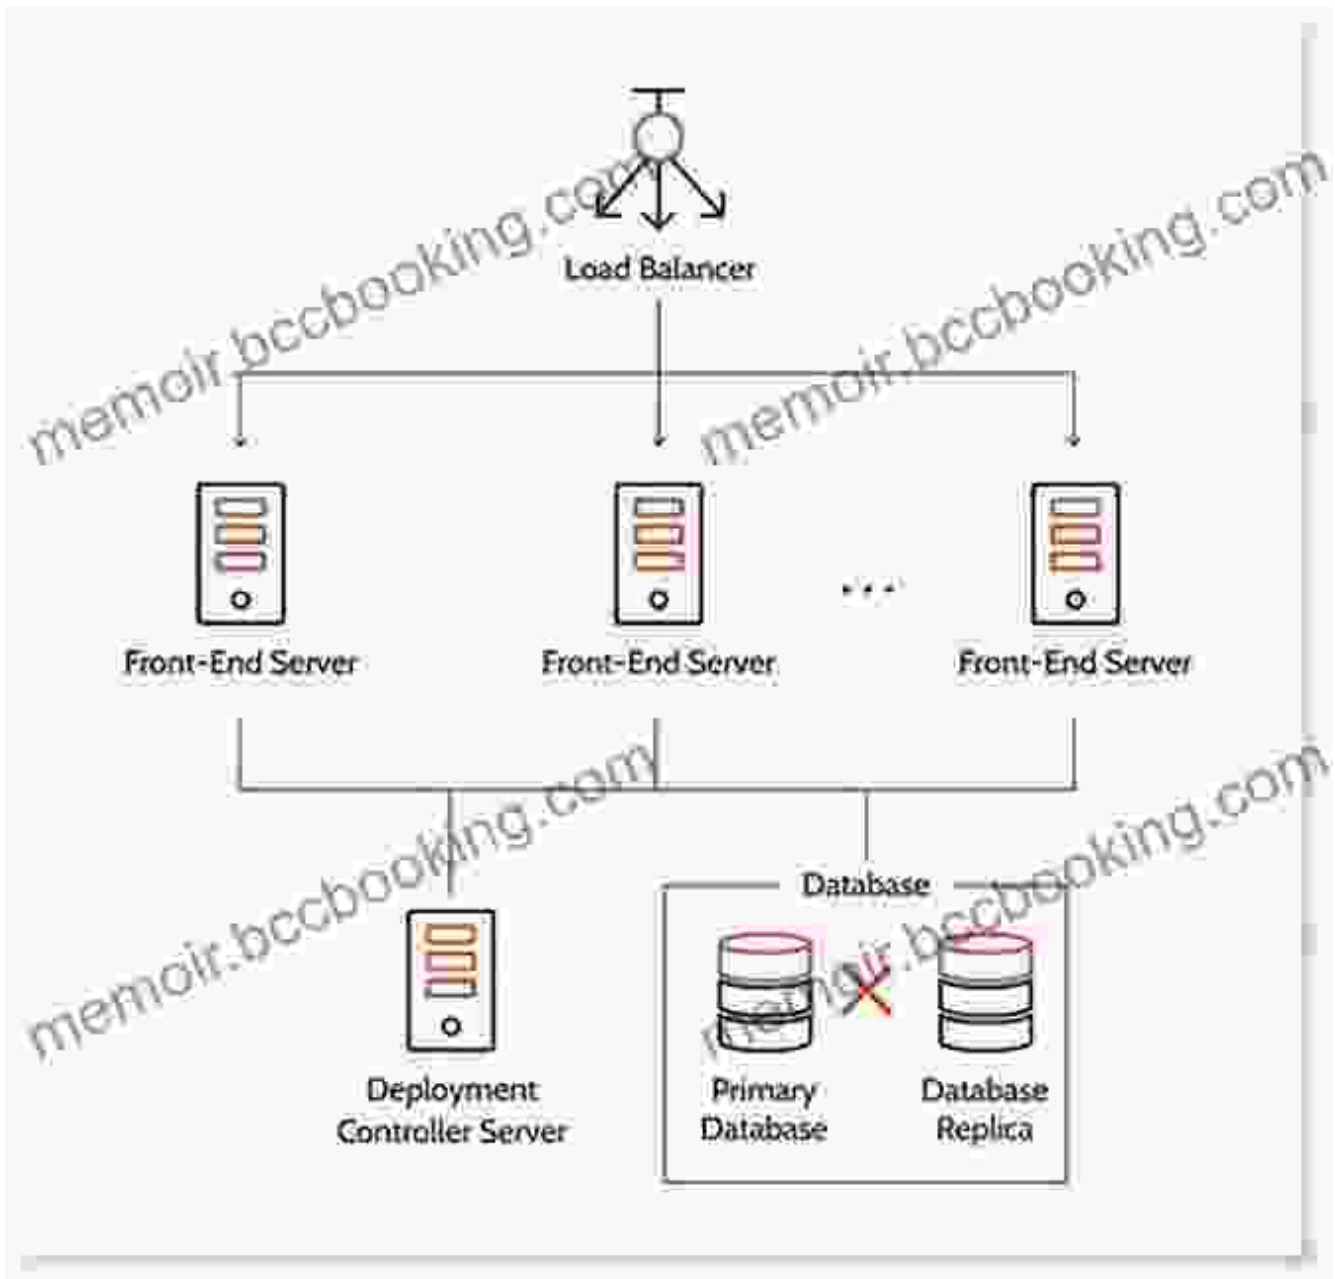 memoir.bccbooking.com
memoir.bccbooking.com
Load Balancer
Front-End Server
Front-End Server
...
Front-End Server
memoir.bccbooking.com
memoir.bccbooking.com
Database
Deployment
Controller Server
Primary
Database
Database
Replica